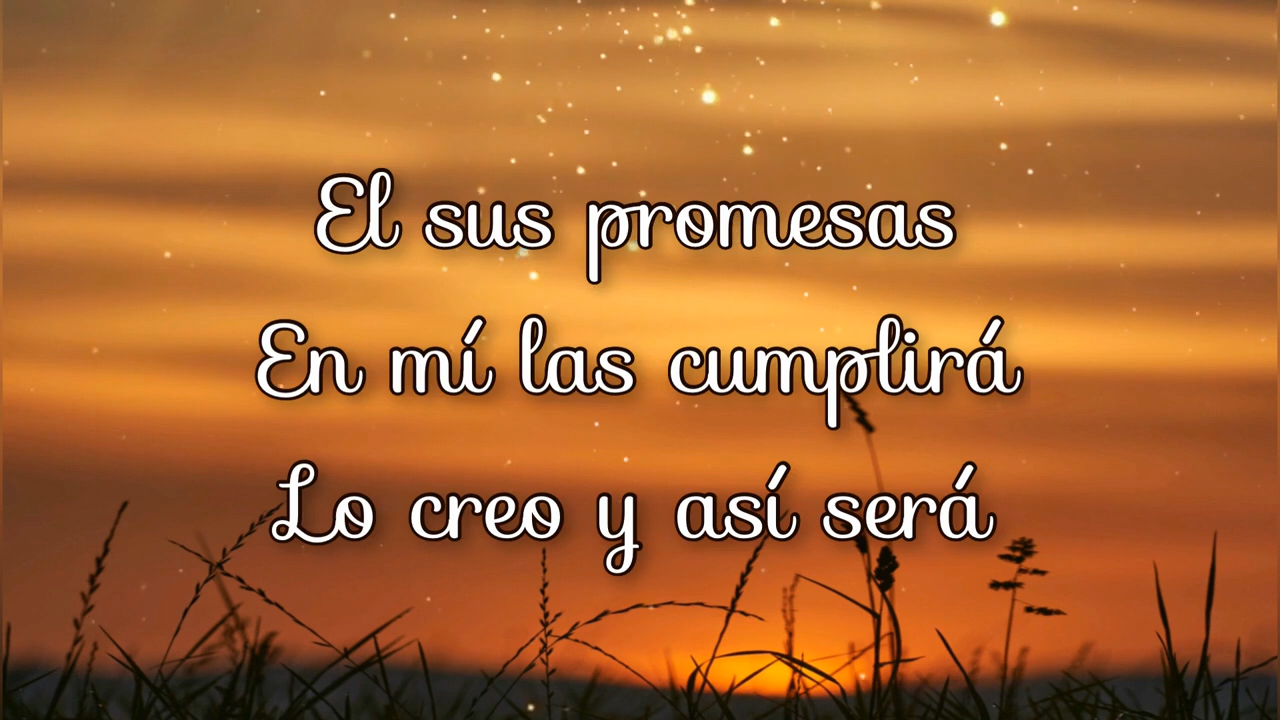 El sus promesas
En mí las cumplirá
Lo creo y así será